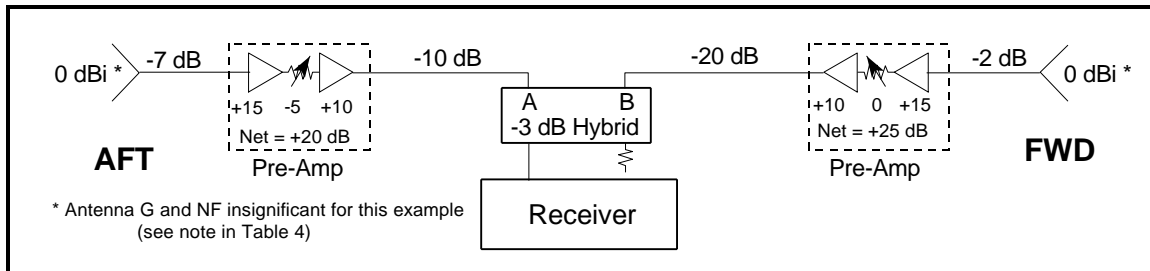 -7 dB
-10 dB
-20 dB
-2 dB
0 dBi *
0 dBi *
A
B
+15
-5
+10
-3 dB Hybrid
+10
0
+15
Net = +20 dB
Net = +25 dB
AFT
Pre-Amp
Pre-Amp
FWD
* Antenna G and NF insignificant for this example
(see note in Table 4)
Receiver